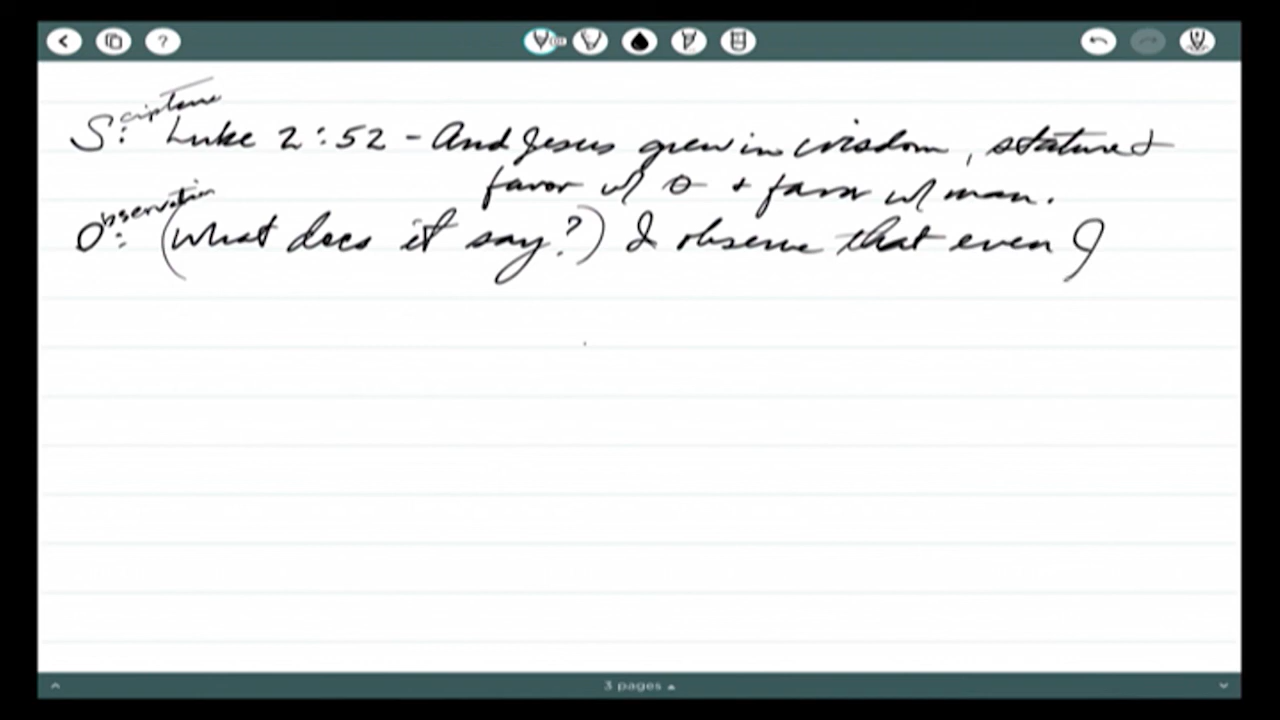 ?
Scripture
S: Luke 2:52 - And Jesus grew in wisdom, stature +
favor w/ θ + favor w/ man.
Observation
O: (what does it say?) I observe that even J
3 pages